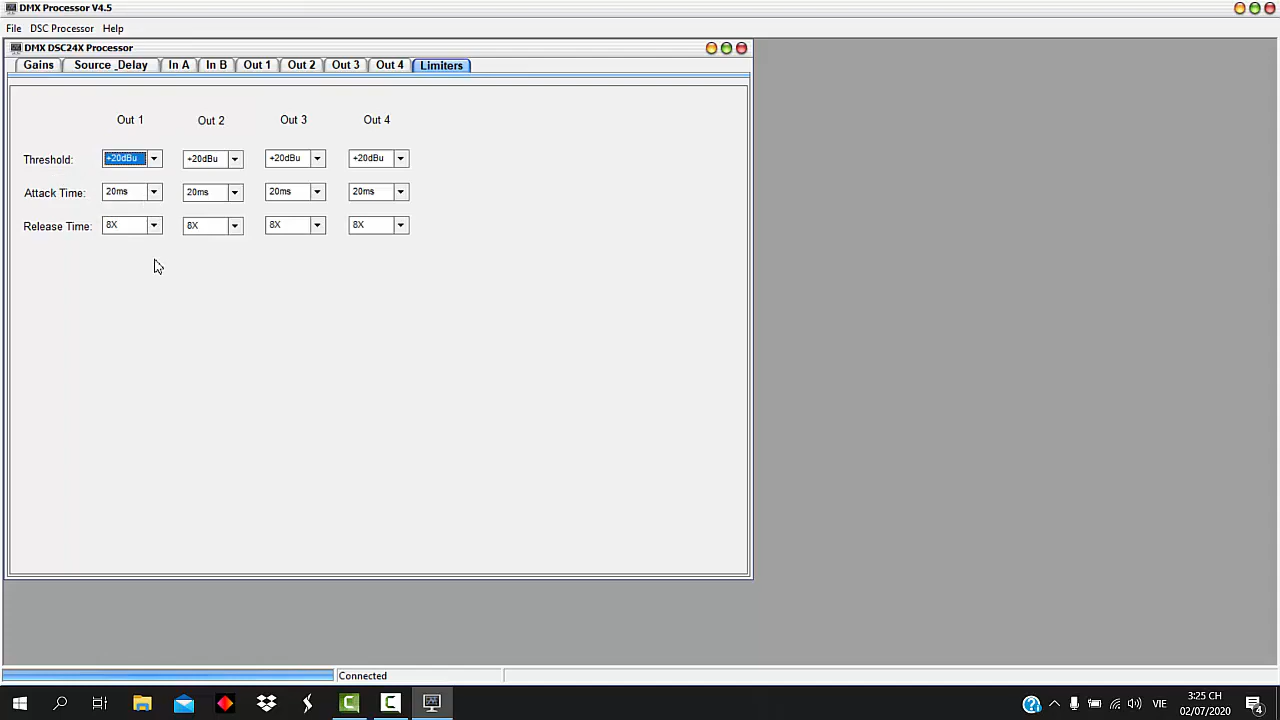 DMX Processor V4.5
File DSC Processor Help
DMX DSC24X Processor
Gains Source _Delay In A In B Out 1 Out 2 Out 3 Out 4 Limiters
Out 1 Out 2 Out 3 Out 4
Threshold: +20dBu +20dBu +20dBu +20dBu
Attack Time: 20ms 20ms 20ms 20ms
Release Time: 8X 8X 8X 8X
Connected
VIE
3:25 CH
02/07/2020
4